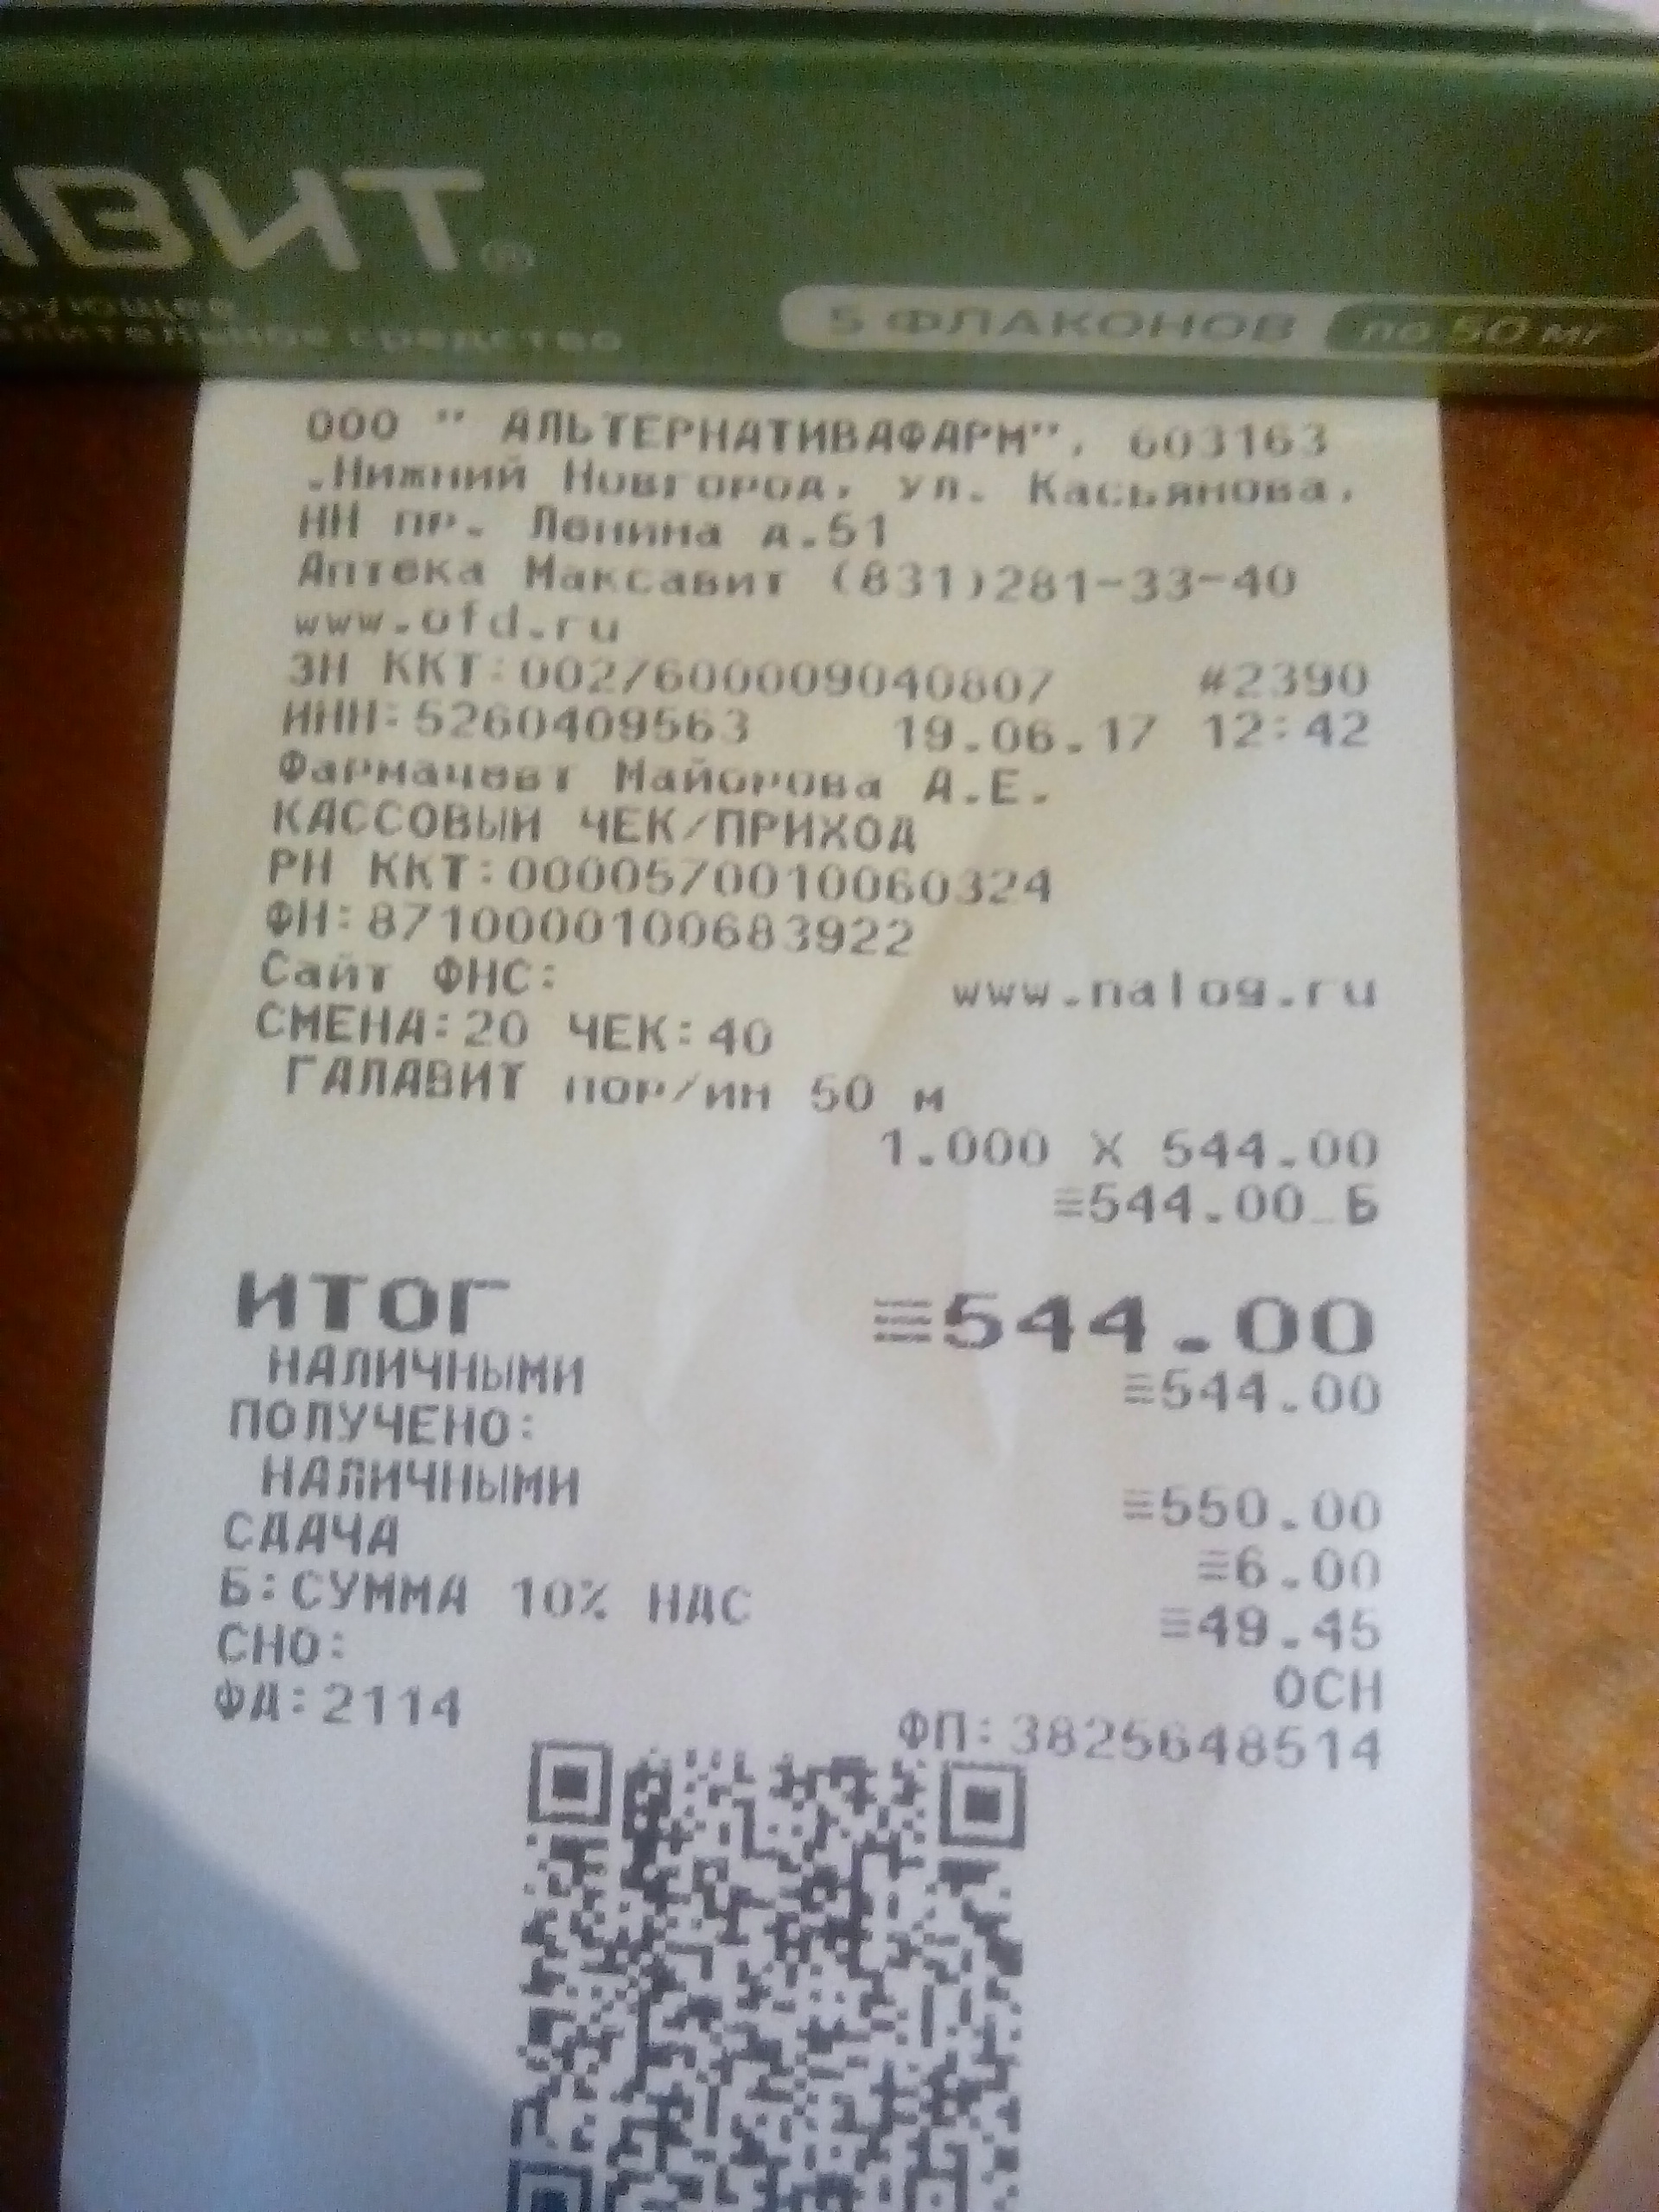 ВИТ®
5 ФЛАКОНОВ по 50 мг
средство
ООО " АЛЬТЕРНАТИВАФАРМ", 603163
,Нижний Новгород, ул. Касьянова,
НН пр. Ленина д.51
Аптека Максавит (831)281-33-40
www.ofd.ru
ЗН ККТ:0027600009040807 #2390
ИНН:5260409563 19.06.17 12:42
Фармацевт Майорова А.Е.
КАССОВЫЙ ЧЕК/ПРИХОД
РН ККТ:0000570010060324
ФН:8710000100683922
Сайт ФНС: www.nalog.ru
СМЕНА:20 ЧЕК:40
ГАЛАВИТ пор/ин 50 м
1.000 X 544.00
≡544.00_Б
ИТОГ ≡544.00
НАЛИЧНЫМИ ≡544.00
ПОЛУЧЕНО:
НАЛИЧНЫМИ ≡550.00
СДАЧА ≡6.00
Б:СУММА 10% НДС ≡49.45
СНО: ОСН
ФД:2114 ФП:3825648514